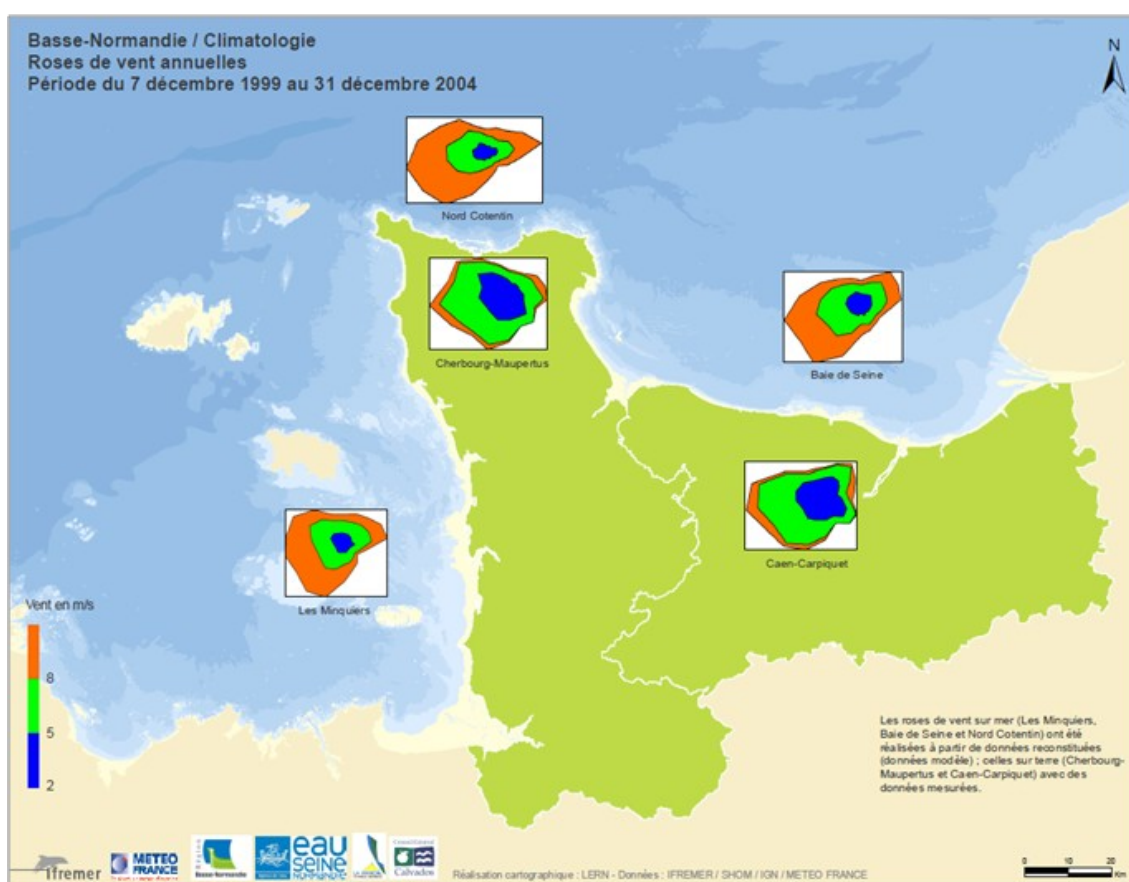 Basse-Normandie / Climatologie
Roses de vent annuelles
Période du 7 décembre 1999 au 31 décembre 2004
N
Nord Cotentin
Cherbourg-Maupertus
Baie de Seine
Caen-Carpiquet
Les Minquiers
Vent en m/s
8
5
2
Les roses de vent sur mer (Les Minquiers,
Baie de Seine et Nord Cotentin) ont été
réalisées à partir de données reconstituées
(données modèle) ; celles sur terre (Cherbourg-
Maupertus et Caen-Carpiquet) avec des
données mesurées.
Ifremer
METEO
FRANCE
Région
Basse-Normandie
eau
SEINE
NORMANDIE
Calvados
Réalisation cartographique : LERN - Données : IFREMER / SHOM / IGN / METEO FRANCE
0 10 20
Km